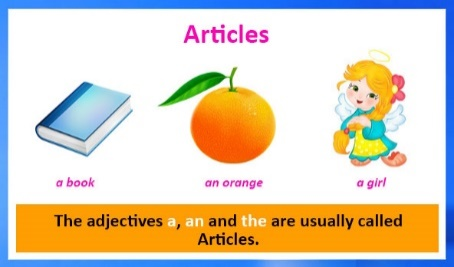 Articles
a book
an orange
a girl
The adjectives a, an and the are usually called
Articles.